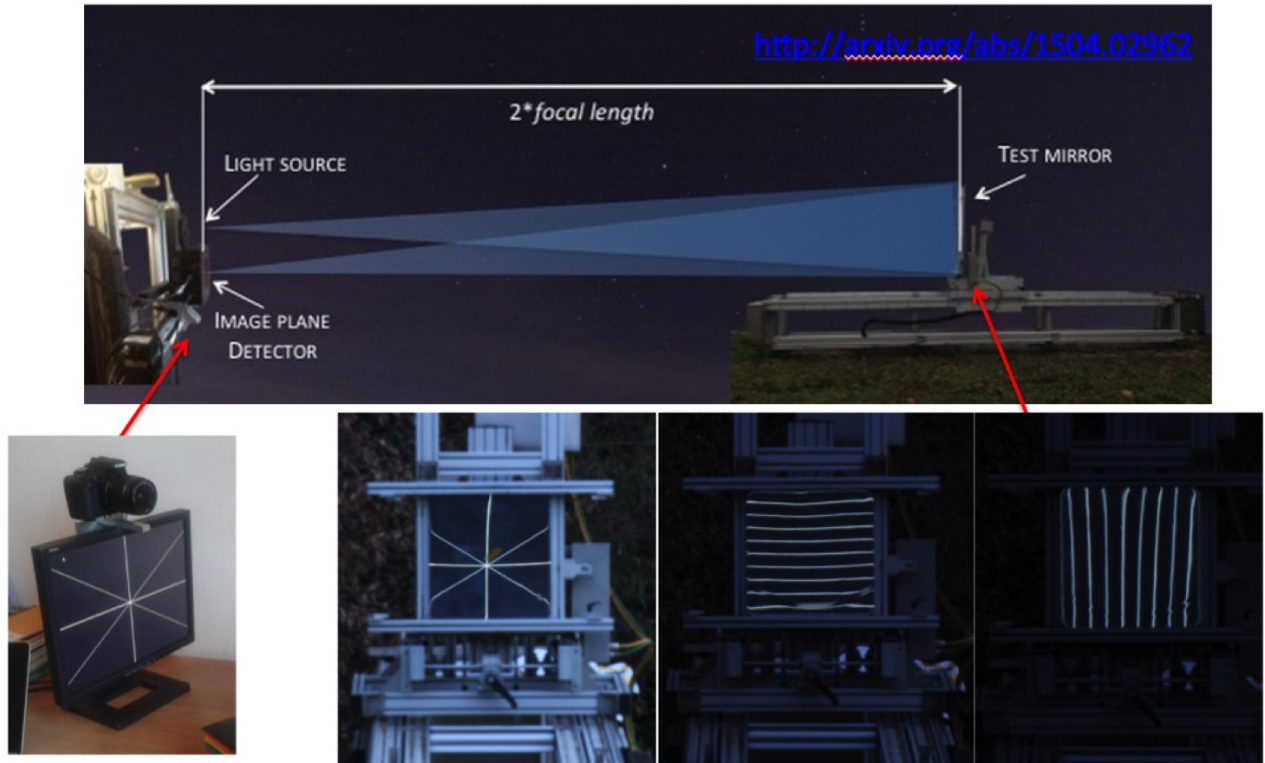 http://arxiv.org/abs/1504.02962
2*focal length
LIGHT SOURCE
TEST MIRROR
IMAGE PLANE
DETECTOR